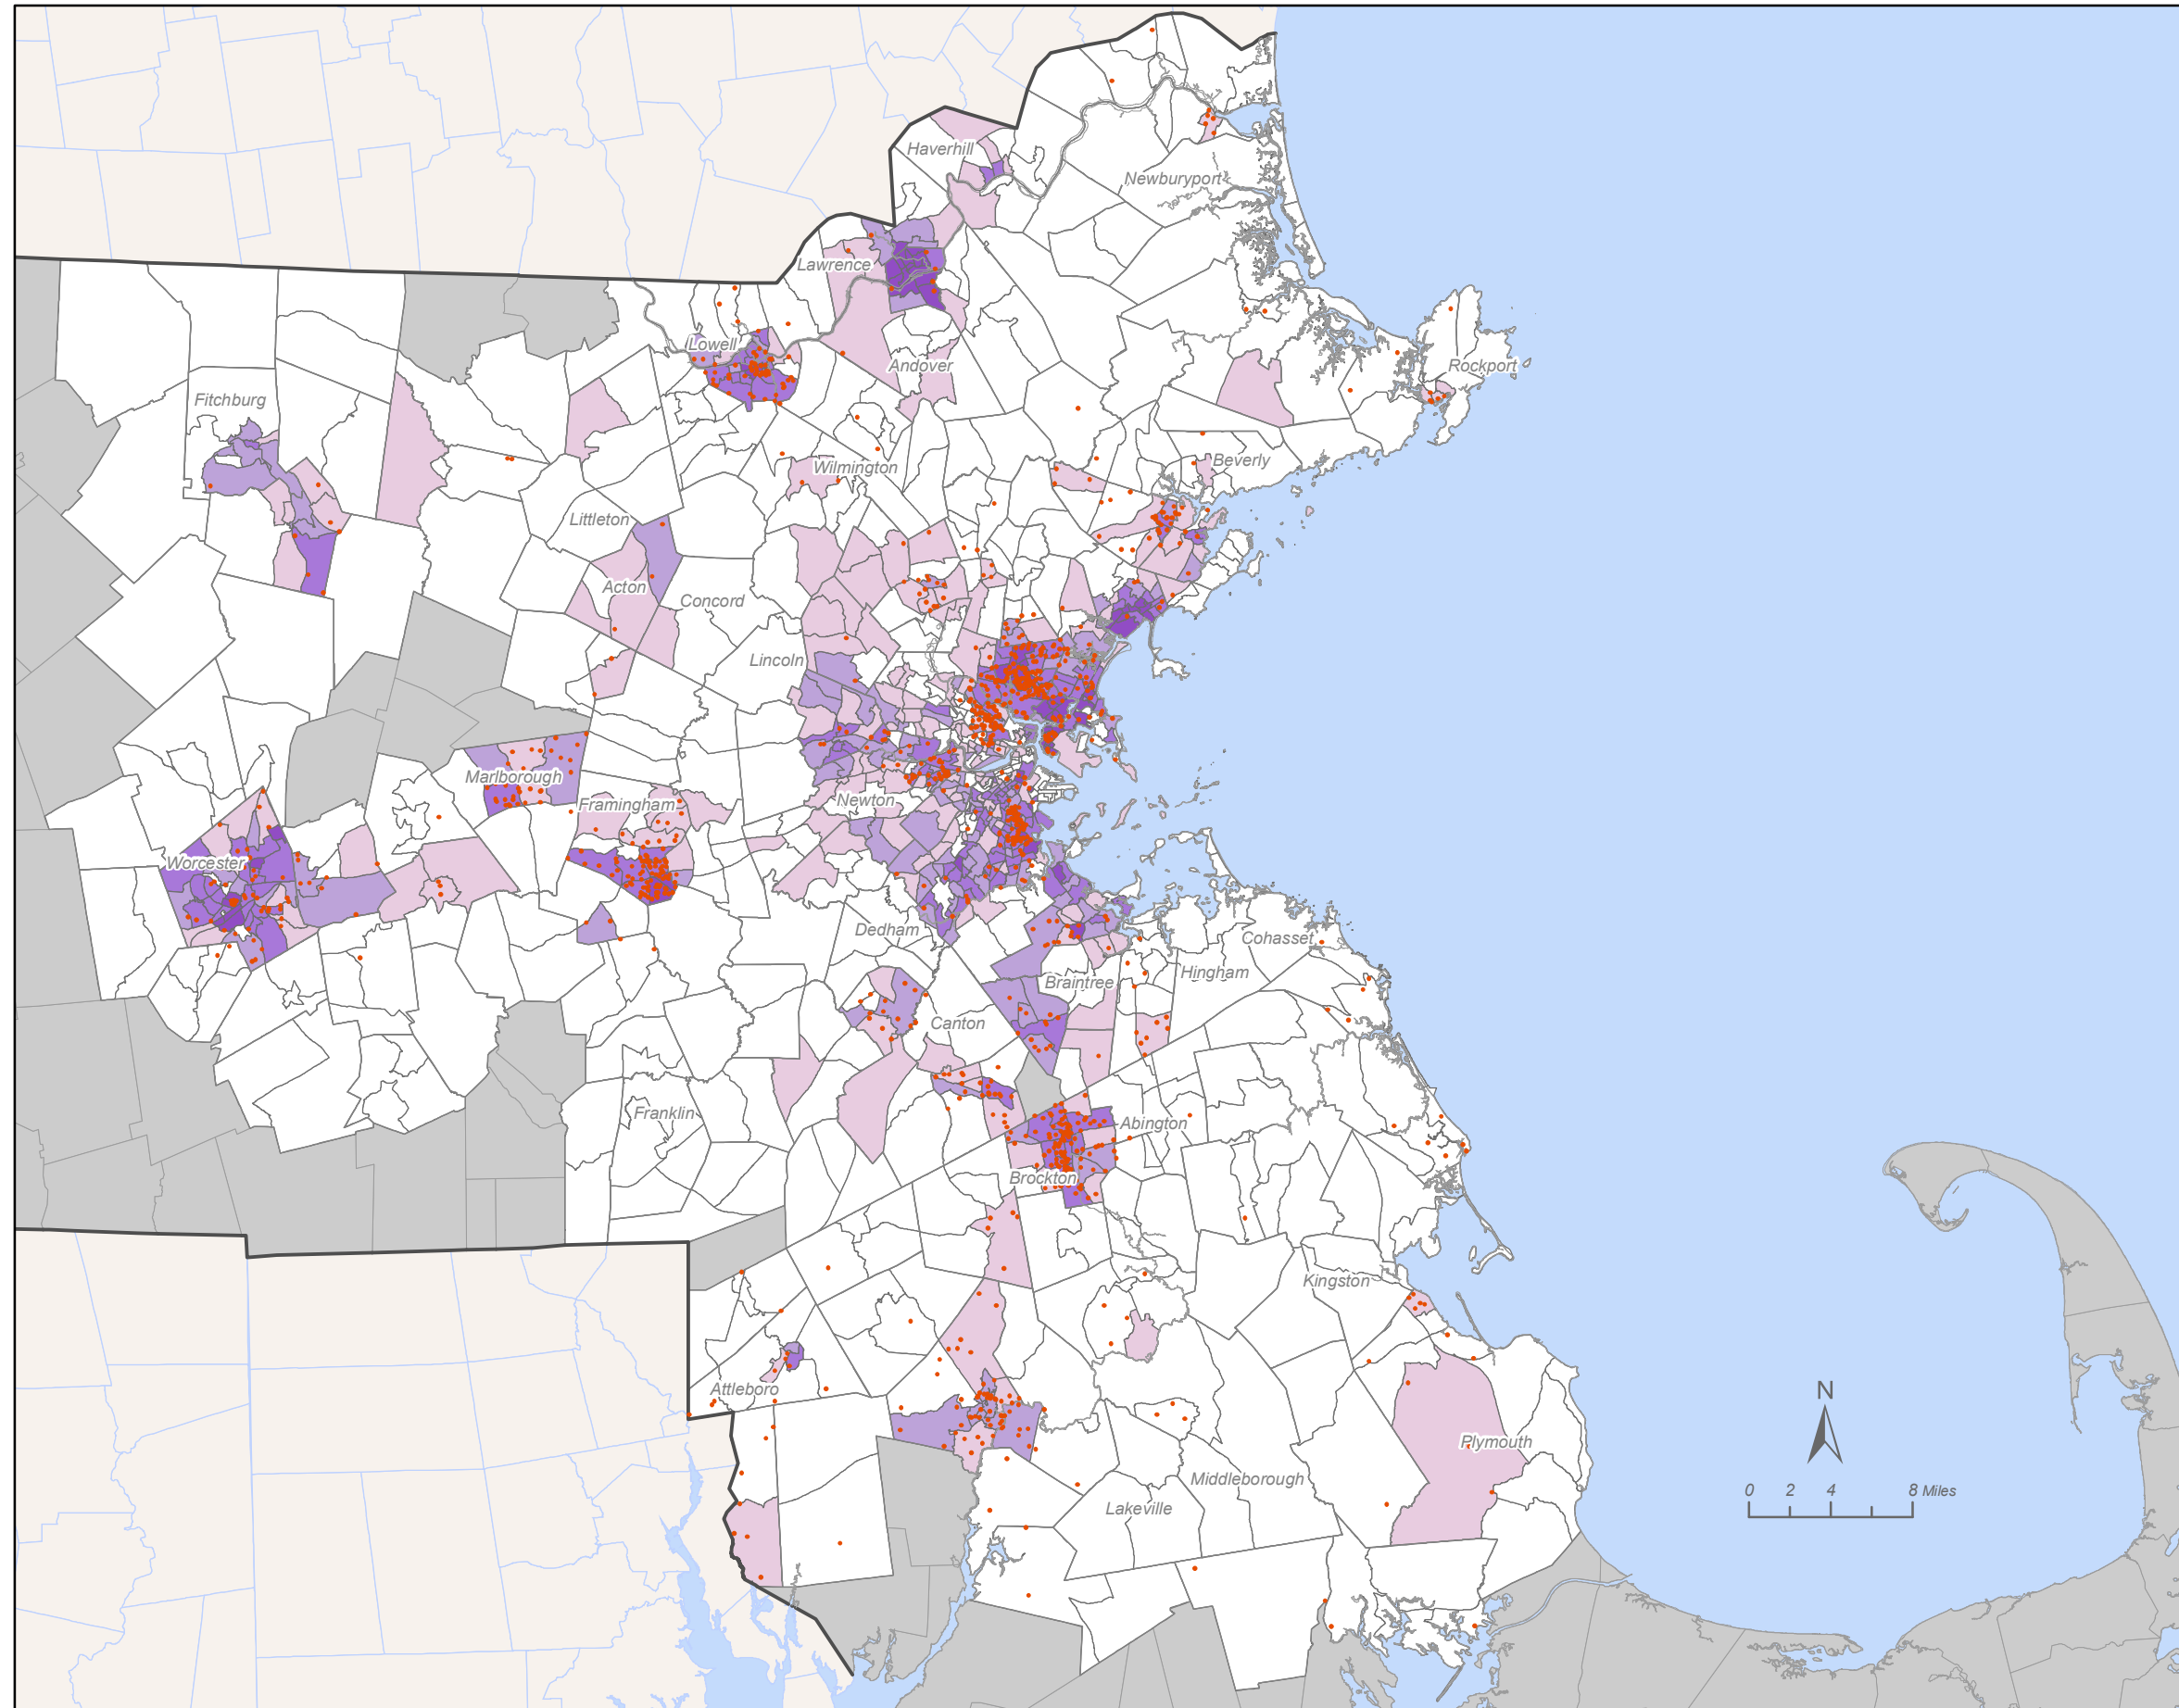 Haverhill
Newburyport
Lawrence
Lowell
Andover
Rockport
Fitchburg
Wilmington
Beverly
Littleton
Acton
Concord
Lincoln
Marlborough
Framingham
Newton
Worcester
Dedham
Cohasset
Hingham
Braintree
Canton
Franklin
Abington
Brockton
Kingston
Attleboro
N
Plymouth
Middleborough
Lakeville
0 2 4 8 Miles